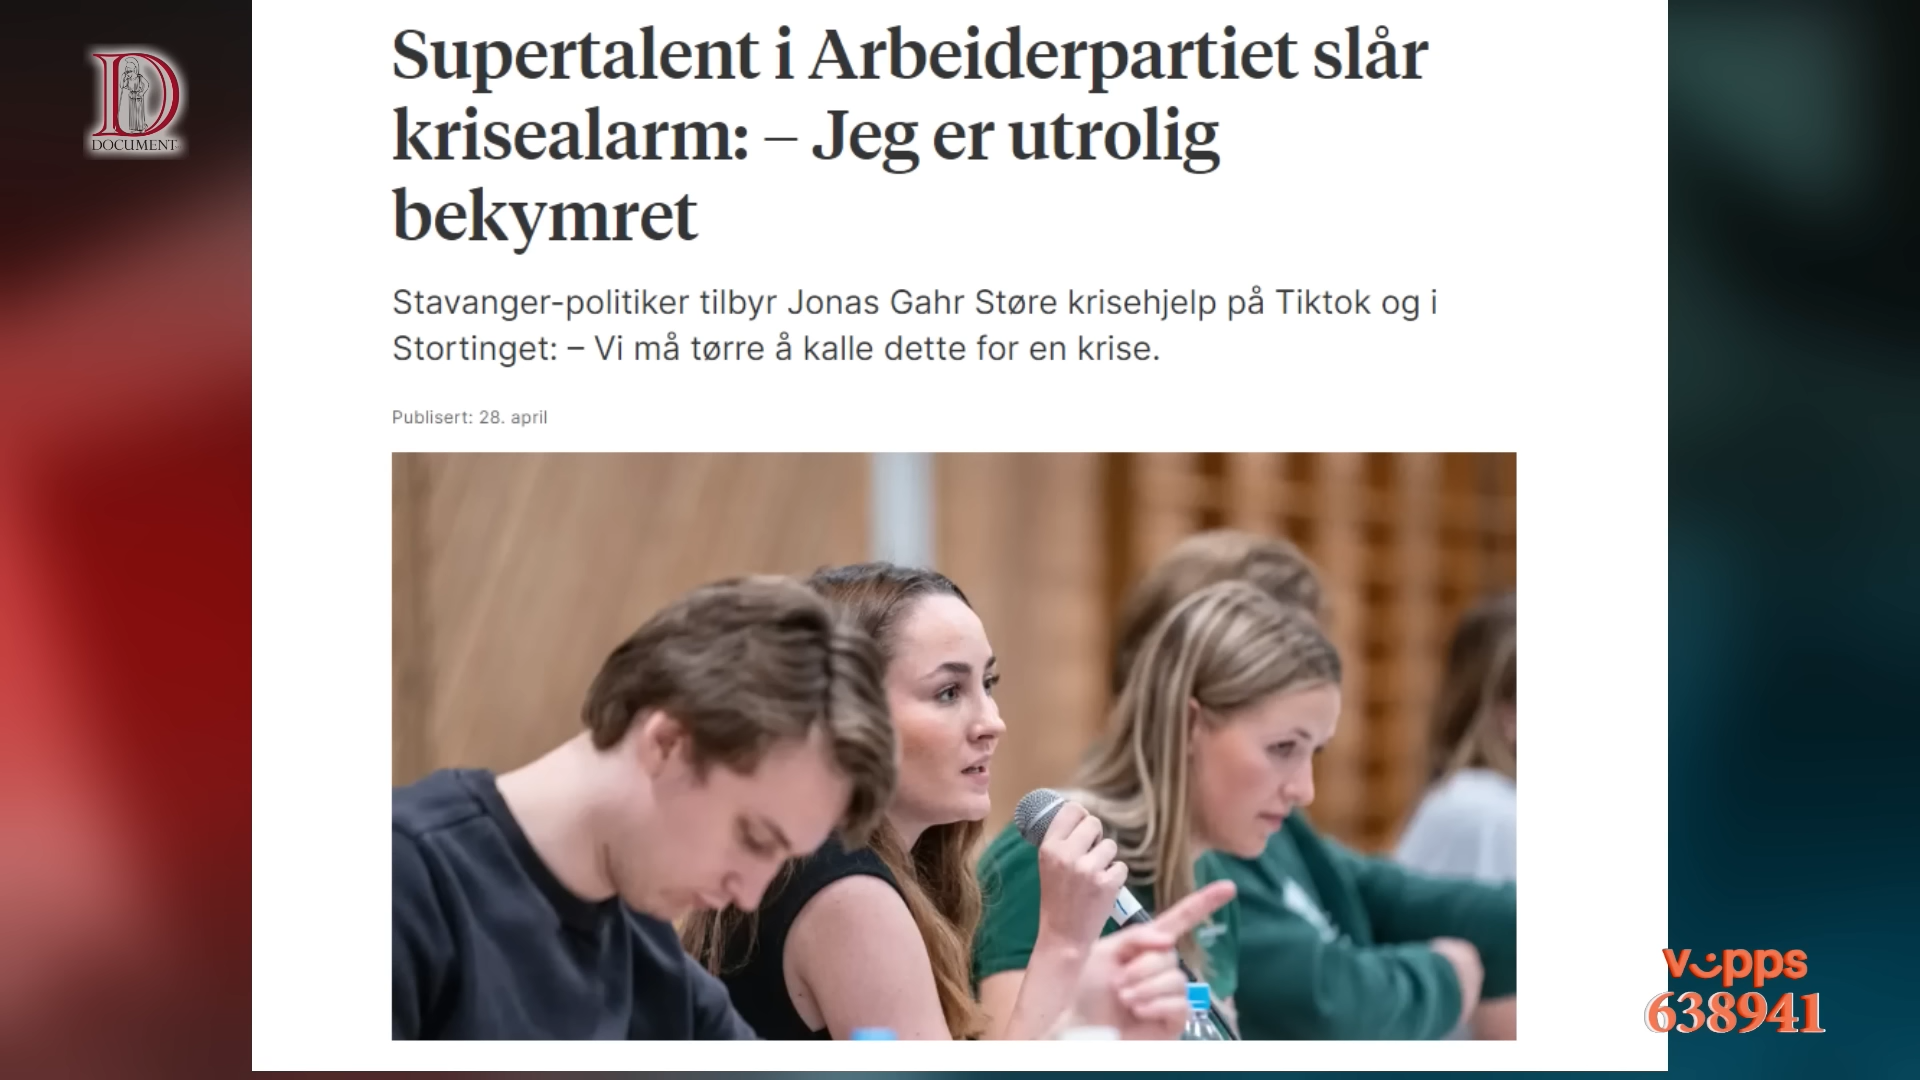 DOCUMENT
Supertalent i Arbeiderpartiet slår
krisealarm: – Jeg er utrolig
bekymret
Stavanger-politiker tilbyr Jonas Gahr Støre krisehjelp på Tiktok og i
Stortinget: – Vi må tørre å kalle dette for en krise.
Publisert: 28. april
vipps
638941